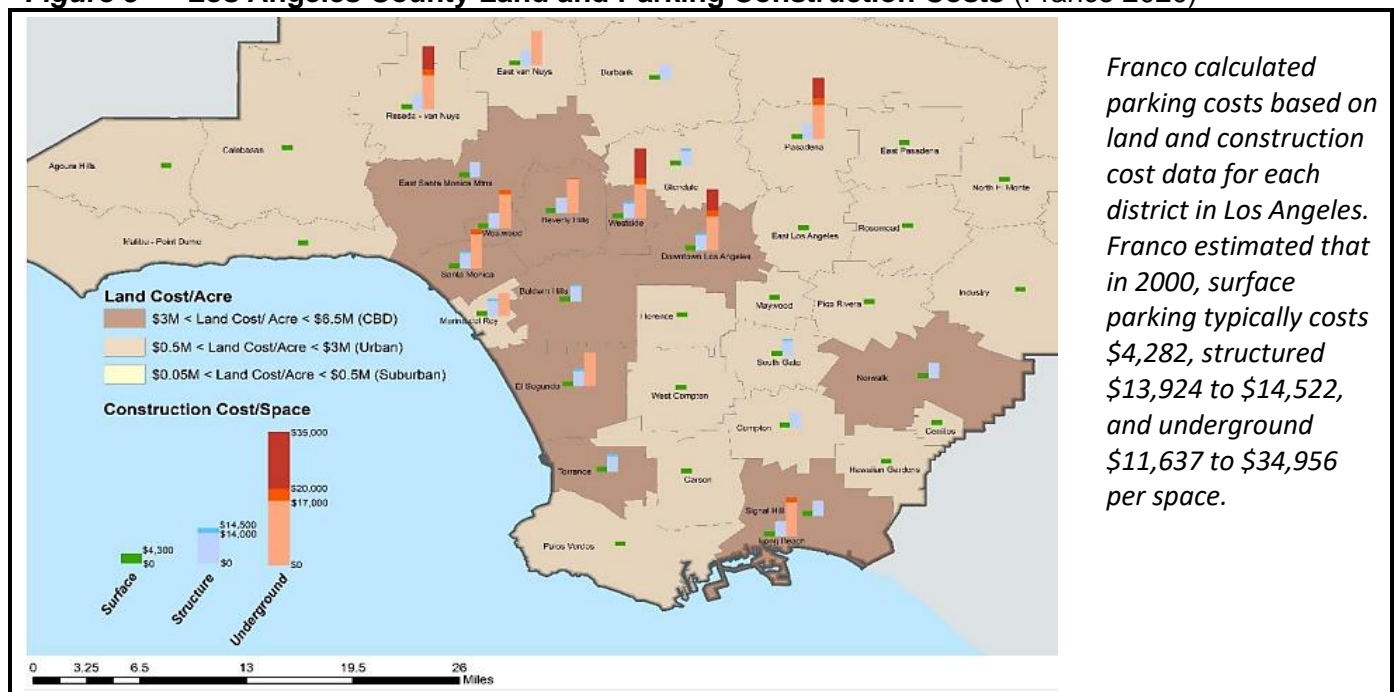 Figure 3 Los Angeles County Land and Parking Construction Costs (Franco 2020)
East van Nuys
Burbank
Reseda - van Nuys
Calabasas
Agoura Hills
Pasadena
East Pasadena
North El Monte
East Santa Monica Mtns
Glendale
Beverly Hills
Westside
Westwood
Malibu - Point Dume
East Los Angeles
Rosemead
Downtown Los Angeles
Santa Monica
Baldwin Hills
Marina del Rey
Florence
Maywood
Pico Rivera
Industry
South Gate
Norwalk
El Segundo
West Compton
Compton
Cerritos
Torrance
Carson
Hawaiian Gardens
Signal Hill
Long Beach
Palos Verdes
Land Cost/Acre
$3M < Land Cost/ Acre < $6.5M (CBD)
$0.5M < Land Cost/Acre < $3M (Urban)
$0.05M < Land Cost/Acre < $0.5M (Suburban)
Construction Cost/Space
$35,000
$20,000
$17,000
$0
$14,500
$14,000
$0
$4,300
$0
Surface
Structure
Underground
0 3.25 6.5 13 19.5 26
Miles
Franco calculated
parking costs based on
land and construction
cost data for each
district in Los Angeles.
Franco estimated that
in 2000, surface
parking typically costs
$4,282, structured
$13,924 to $14,522,
and underground
$11,637 to $34,956
per space.